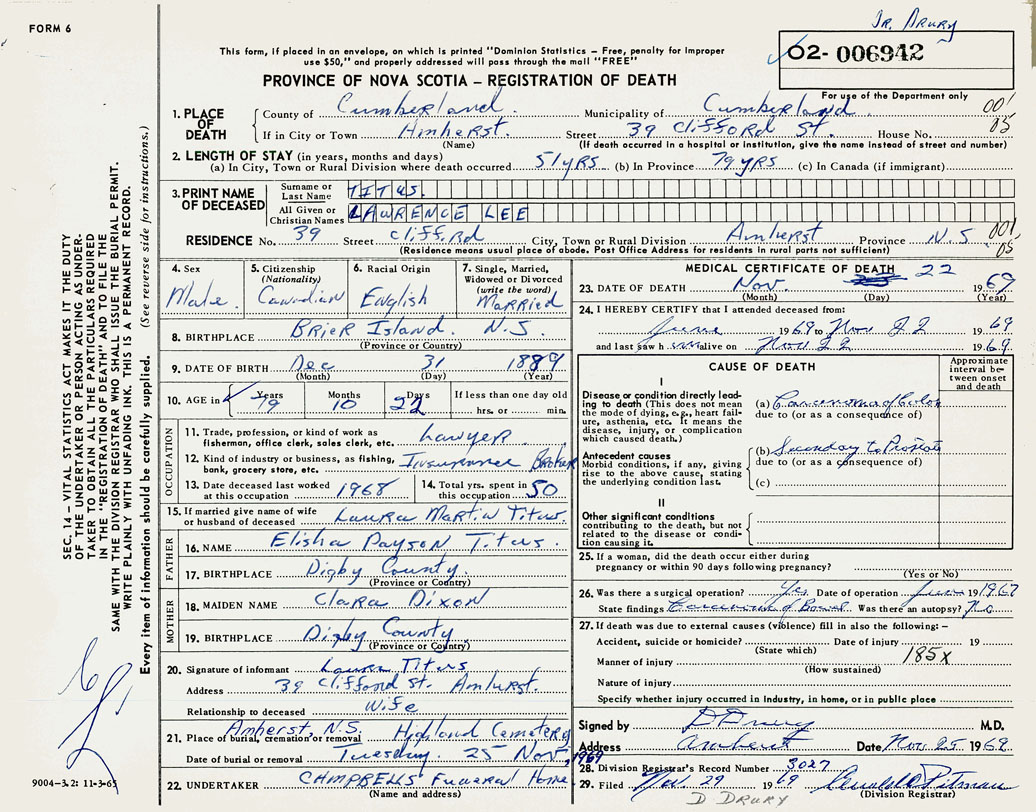 FORM 6
Dr. Drury
This form, if placed in an envelope, on which is printed "Dominion Statistics – Free, penalty for improper
use $50," and properly addressed will pass through the mail "FREE"
02- 006942
PROVINCE OF NOVA SCOTIA – REGISTRATION OF DEATH
For use of the Department only
001
05
1. PLACE OF DEATH
County of Cumberland. Municipality of Cumberland.
If in City or Town Amherst. Street 39 Clifford St. House No.
(Name) (If death occurred in a hospital or institution, give the name instead of street and number)
2. LENGTH OF STAY (in years, months and days)
(a) In City, Town or Rural Division where death occurred 51 yrs (b) In Province 79 yrs (c) In Canada (if immigrant)
3. PRINT NAME OF DECEASED
Surname or Last Name TITUS.
All Given or Christian Names LAWRENCE LEE
RESIDENCE No. 39 Street Clifford City, Town or Rural Division Amherst Province N.S 001
05
(Residence means usual place of abode. Post Office Address for residents in rural parts not sufficient)
4. Sex Male.
5. Citizenship (Nationality) Canadian
6. Racial Origin English
7. Single, Married, Widowed or Divorced (write the word) Married
8. BIRTHPLACE Brier Island. N.S.
(Province or Country)
9. DATE OF BIRTH Dec 31 1889
(Month) (Day) (Year)
10. AGE in Years 79 Months 10 Days 22 If less than one day old
hrs. or min.
OCCUPATION
11. Trade, profession, or kind of work as
fisherman, office clerk, sales clerk, etc. Lawyer.
12. Kind of industry or business, as fishing,
bank, grocery store, etc. Insurance Broker
13. Date deceased last worked
at this occupation 1968
14. Total yrs. spent in
this occupation 50
15. If married give name of wife
or husband of deceased Laura Martin Titus.
FATHER
16. NAME Elisha Payson Titus.
17. BIRTHPLACE Digby County.
(Province or Country)
MOTHER
18. MAIDEN NAME Clara Dixon
19. BIRTHPLACE Digby County.
(Province or Country)
20. Signature of informant Laura Titus
Address 39 Clifford St. Amherst.
Relationship to deceased Wife
21. Place of burial, cremation or removal Amherst, N.S. Highland Cemetery
Date of burial or removal Tuesday. 25 Nov, 1969
22. UNDERTAKER CAMPBELLS Funeral Home
(Name and address)
MEDICAL CERTIFICATE OF DEATH
23. DATE OF DEATH Nov. 22 1969
(Month) (Day) (Year)
24. I HEREBY CERTIFY that I attended deceased from:
June 1969 to Nov 22 1969
and last saw him alive on Nov 22 1969.
CAUSE OF DEATH
Approximate interval between onset and death
I
Disease or condition directly leading to death (This does not mean the mode of dying, e.g., heart failure, asthenia, etc. It means the disease, injury, or complication which caused death.)
(a) Carcinoma of Colon
due to (or as a consequence of)
Antecedent causes
Morbid conditions, if any, giving rise to the above cause, stating the underlying condition last.
(b) Secondary to Prostate
due to (or as a consequence of)
(c)
II
Other significant conditions
contributing to the death, but not related to the disease or condition causing it.
25. If a woman, did the death occur either during
pregnancy or within 90 days following pregnancy?
(Yes or No)
26. Was there a surgical operation? Yes Date of operation June 1967
State findings Carcinoma of Bowel Was there an autopsy? No
27. If death was due to external causes (violence) fill in also the following: –
Accident, suicide or homicide? Date of injury 19
(State which)
Manner of injury 185X
(How sustained)
Nature of injury
Specify whether injury occurred in industry, in home, or in public place
Signed by D Drury M.D.
Address Amherst Date Nov 25 1969
28. Division Registrar's Record Number 3027
29. Filed Nov. 29 1969
(Division Registrar)
D DRURY
SEC. 14 – VITAL STATISTICS ACT MAKES IT THE DUTY
OF THE UNDERTAKER OR PERSON ACTING AS UNDER-
TAKER TO OBTAIN ALL THE PARTICULARS REQUIRED
IN THE "REGISTRATION OF DEATH" AND TO FILE THE
SAME WITH THE DIVISION REGISTRAR WHO SHALL ISSUE THE BURIAL PERMIT.
WRITE PLAINLY WITH UNFADING INK. THIS IS A PERMANENT RECORD.
Every item of information should be carefully supplied. (See reverse side for instructions.)
9004–3.2: 11-3-65